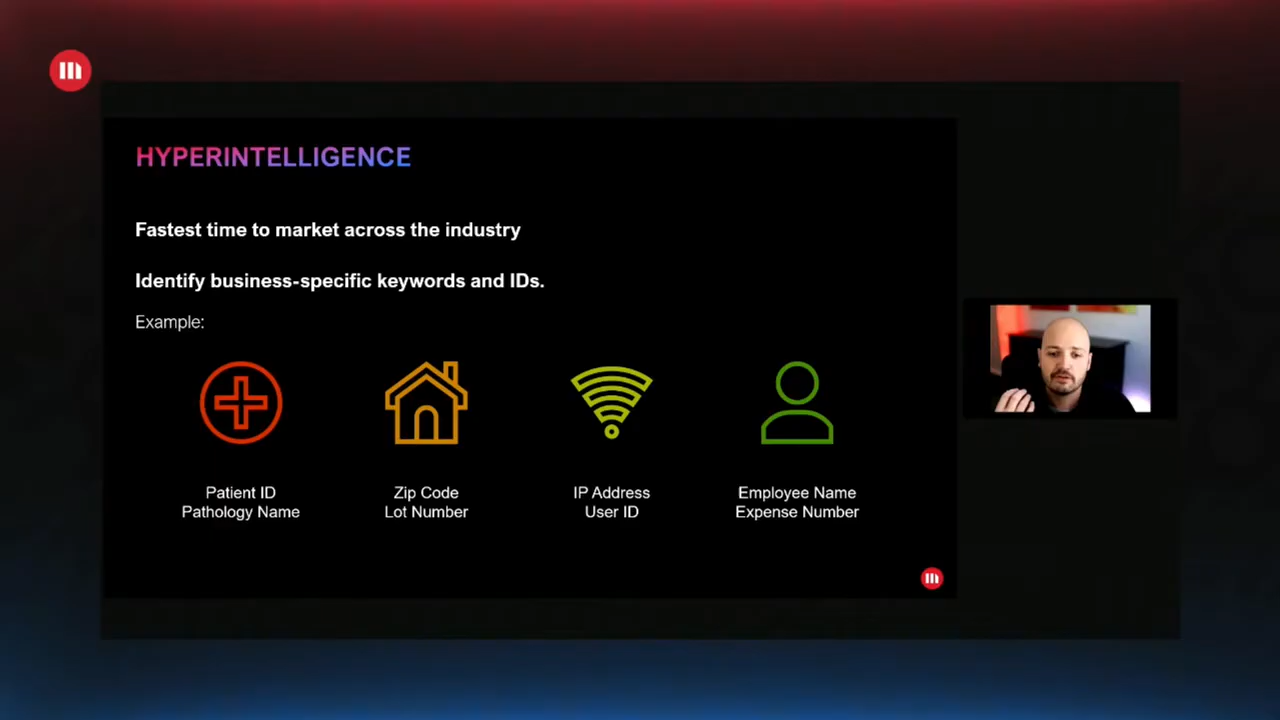 HYPERINTELLIGENCE
Fastest time to market across the industry
Identify business-specific keywords and IDs.
Example:
Patient ID
Pathology Name
Zip Code
Lot Number
IP Address
User ID
Employee Name
Expense Number